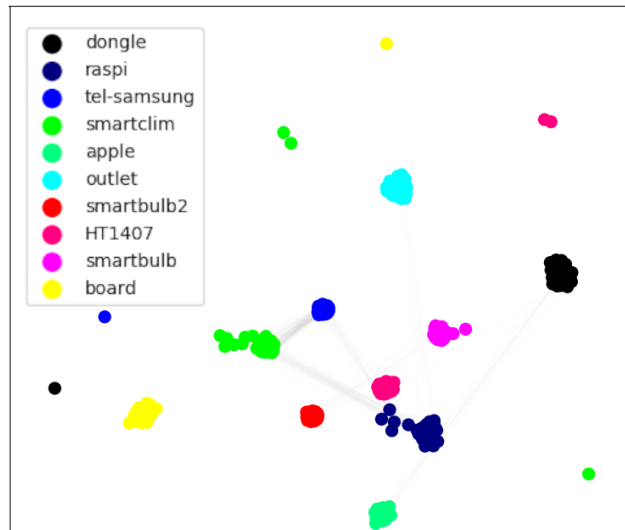 dongle
raspi
tel-samsung
smartclim
apple
outlet
smartbulb2
HT1407
smartbulb
board